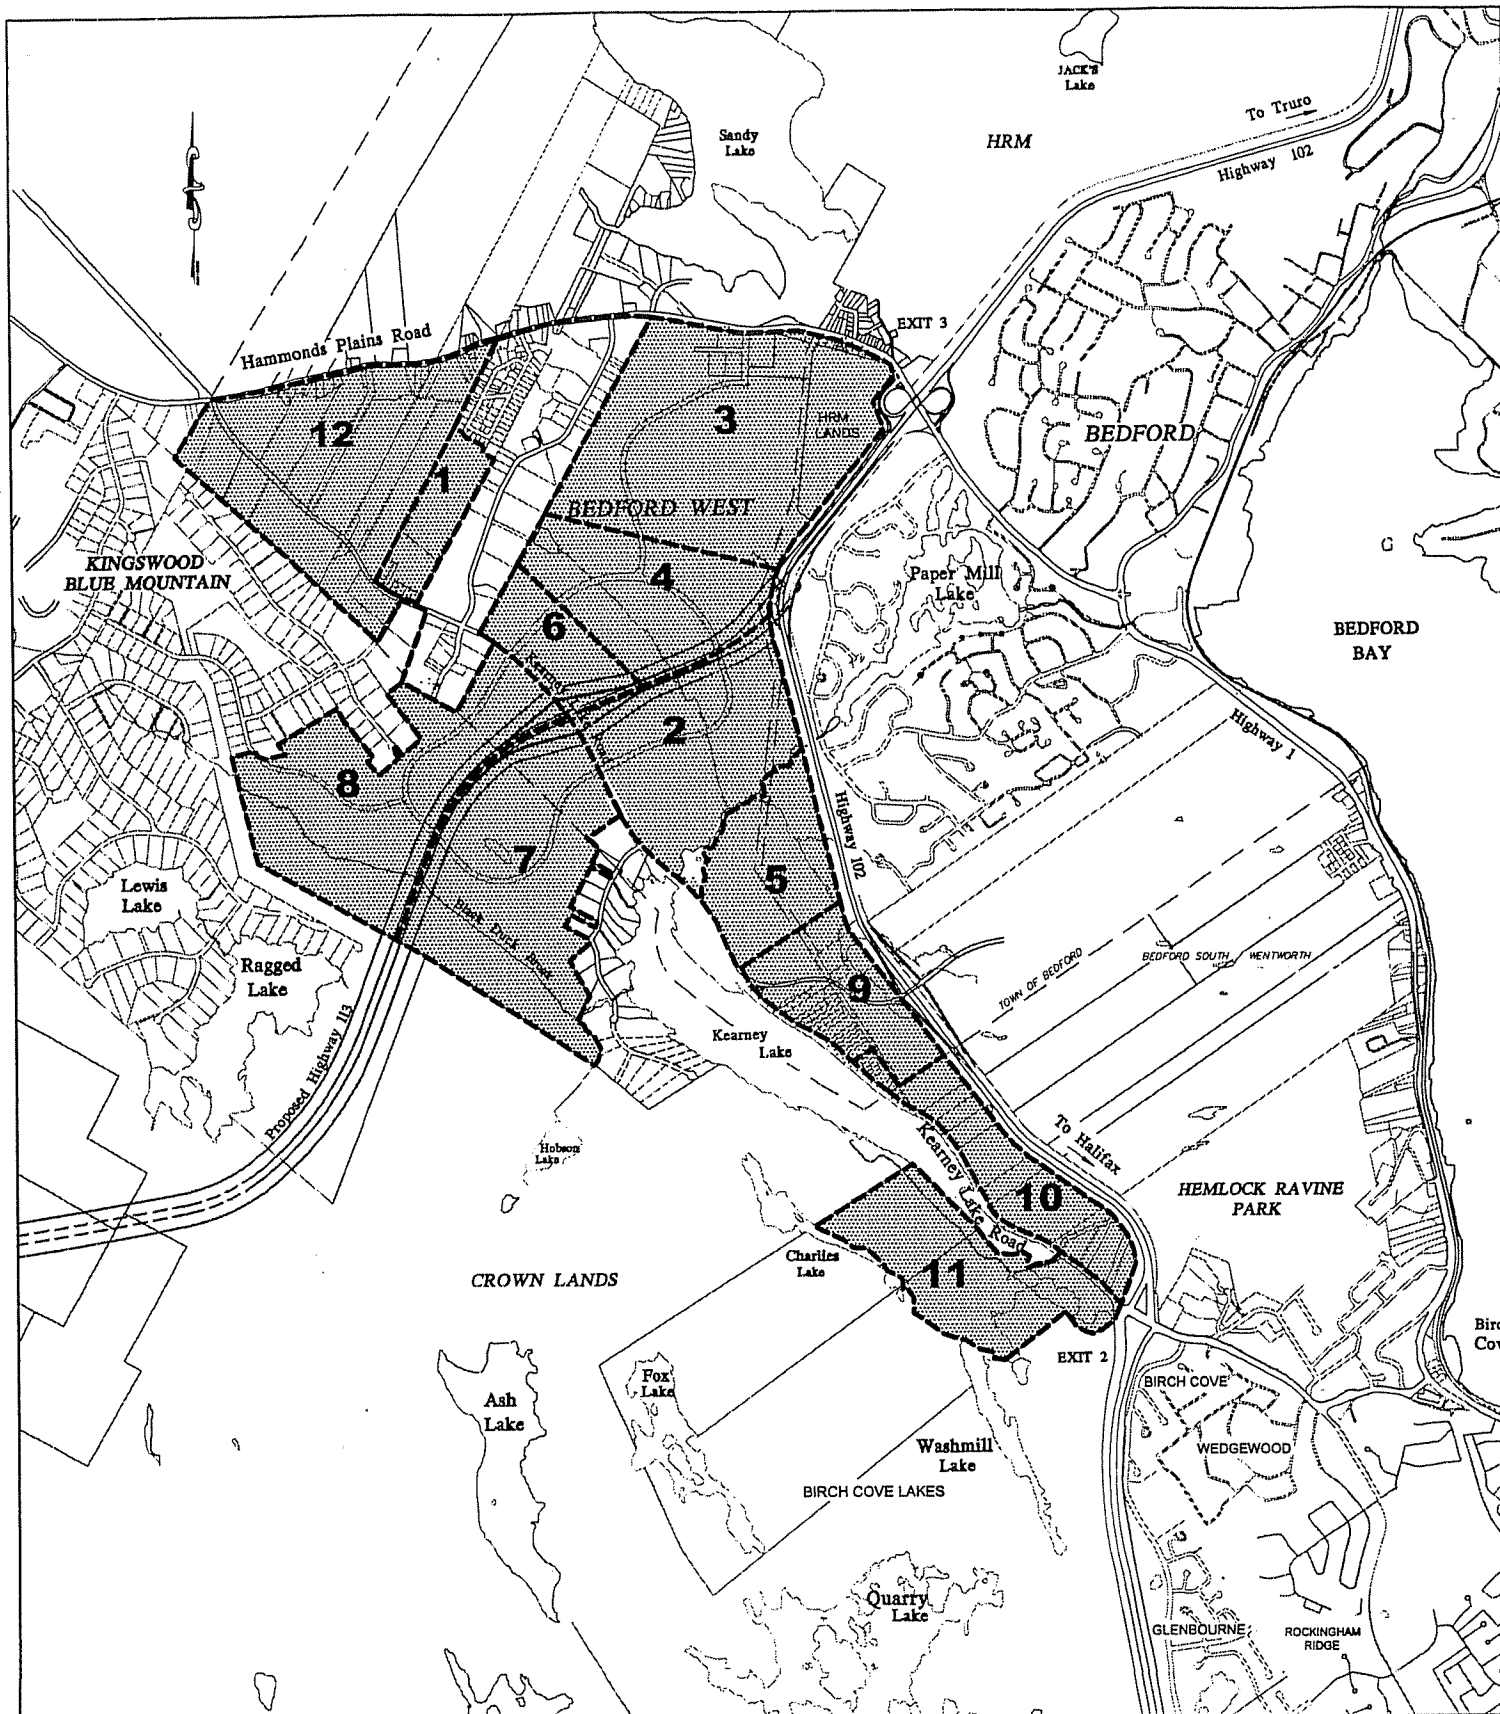 JACK'S
Lake
To Truro
Sandy
Lake
HRM
Highway 102
EXIT 3
Hammonds Plains Road
3
HRM
LANDS
12
BEDFORD
1
BEDFORD WEST
KINGSWOOD
BLUE MOUNTAIN
4
Paper Mill
Lake
6
BEDFORD
BAY
2
Highway 1
8
Highway 102
7
5
Lewis
Lake
Black Duck Brook
Ragged
Lake
TOWN OF BEDFORD
BEDFORD SOUTH
WENTWORTH
9
Kearney
Lake
Proposed Highway 113
Hobson
Lake
To Halifax
Kearney Lake Road
10
HEMLOCK RAVINE
PARK
Charlies
Lake
11
CROWN LANDS
EXIT 2
Fox
Lake
BIRCH COVE
Ash
Lake
Washmill
Lake
WEDGEWOOD
BIRCH COVE LAKES
Quarry
Lake
GLENBOURNE
ROCKINGHAM
RIDGE